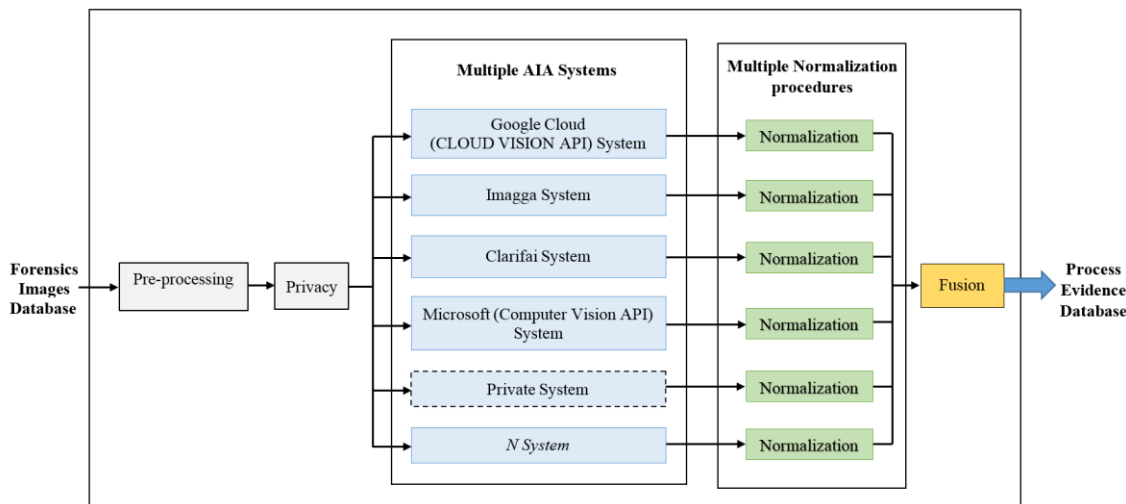 Forensics
Images
Database
Pre-processing
Privacy
Multiple AIA Systems
Google Cloud
(CLOUD VISION API) System
Imagga System
Clarifai System
Microsoft (Computer Vision API)
System
Private System
N System
Multiple Normalization
procedures
Normalization
Normalization
Normalization
Normalization
Normalization
Normalization
Fusion
Process
Evidence
Database